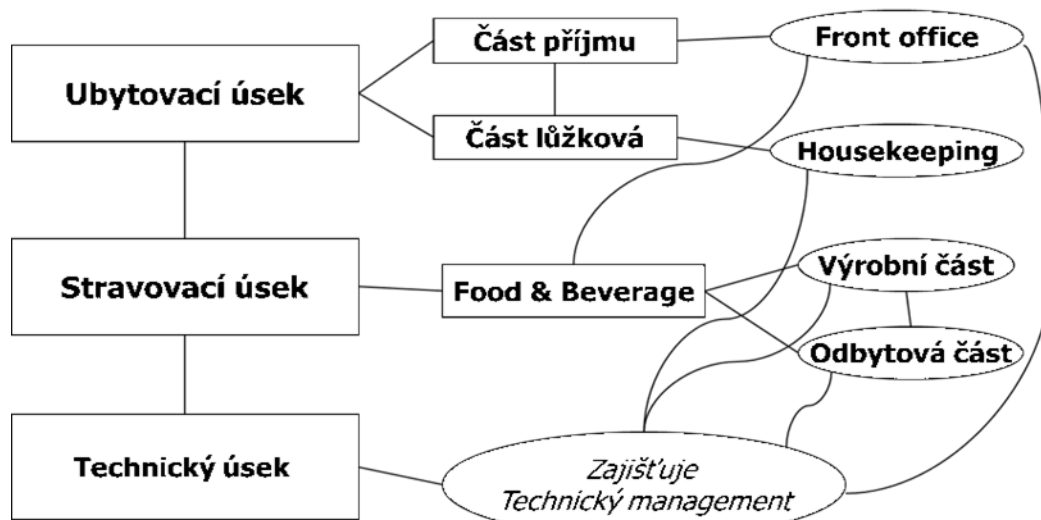 Část příjmu
Front office
Ubytovací úsek
Část lůžková
Housekeeping
Výrobní část
Stravovací úsek
Food & Beverage
Odbytová část
Technický úsek
Zajišťuje
Technický management